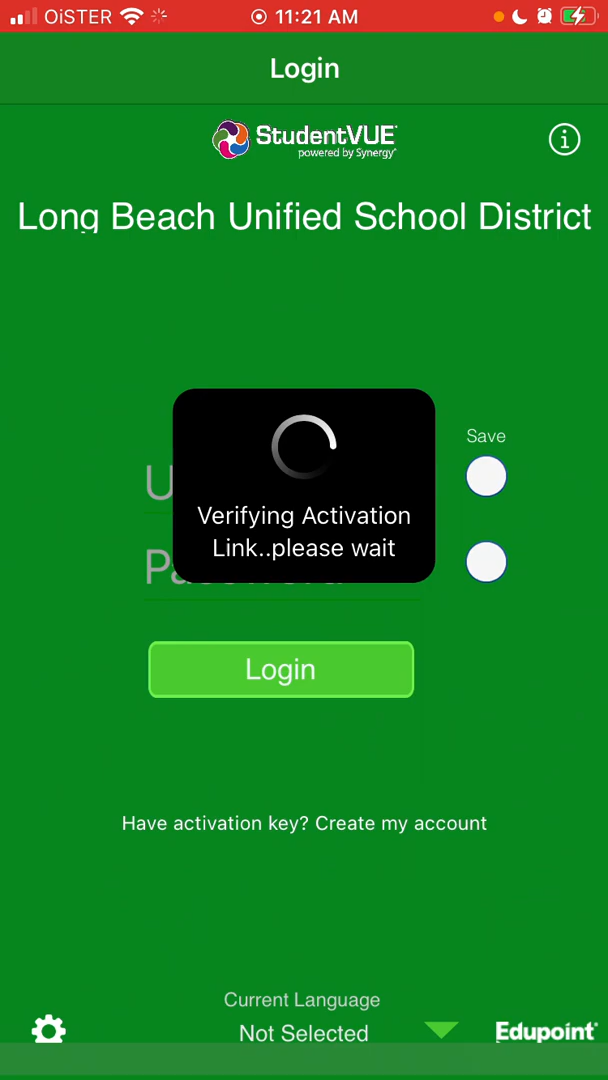 OiSTER 11:21 AM
Login
StudentVUE
powered by Synergy
Long Beach Unified School District
Save
U
Verifying Activation
Link..please wait
Login
Have activation key? Create my account
Current Language
Not Selected
Edupoint